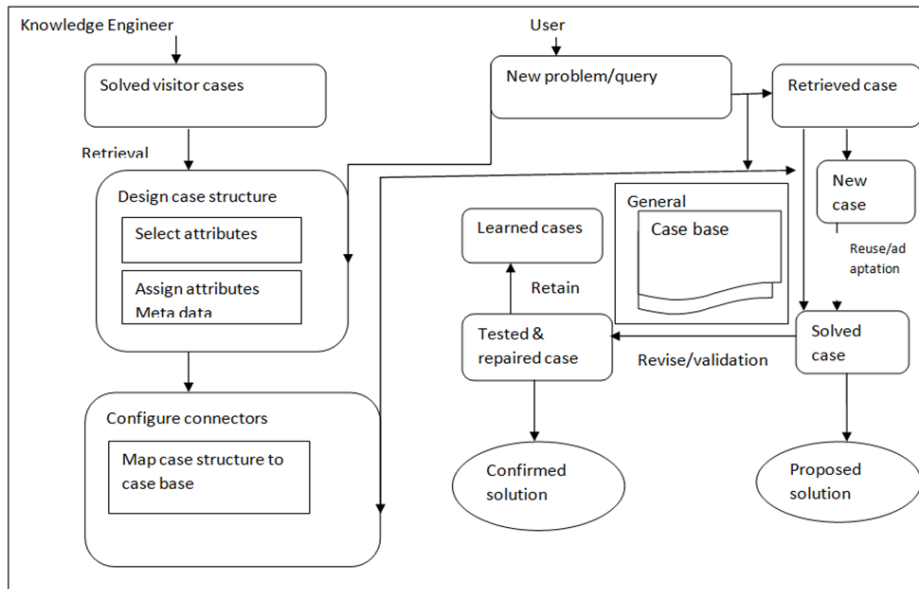 Knowledge Engineer
User
Solved visitor cases
New problem/query
Retrieved case
Retrieval
Design case structure
Select attributes
Assign attributes
Meta data
General
Case base
New
case
Learned cases
Reuse/ad
aptation
Retain
Tested &
repaired case
Revise/validation
Solved
case
Configure connectors
Map case structure to
case base
Confirmed
solution
Proposed
solution